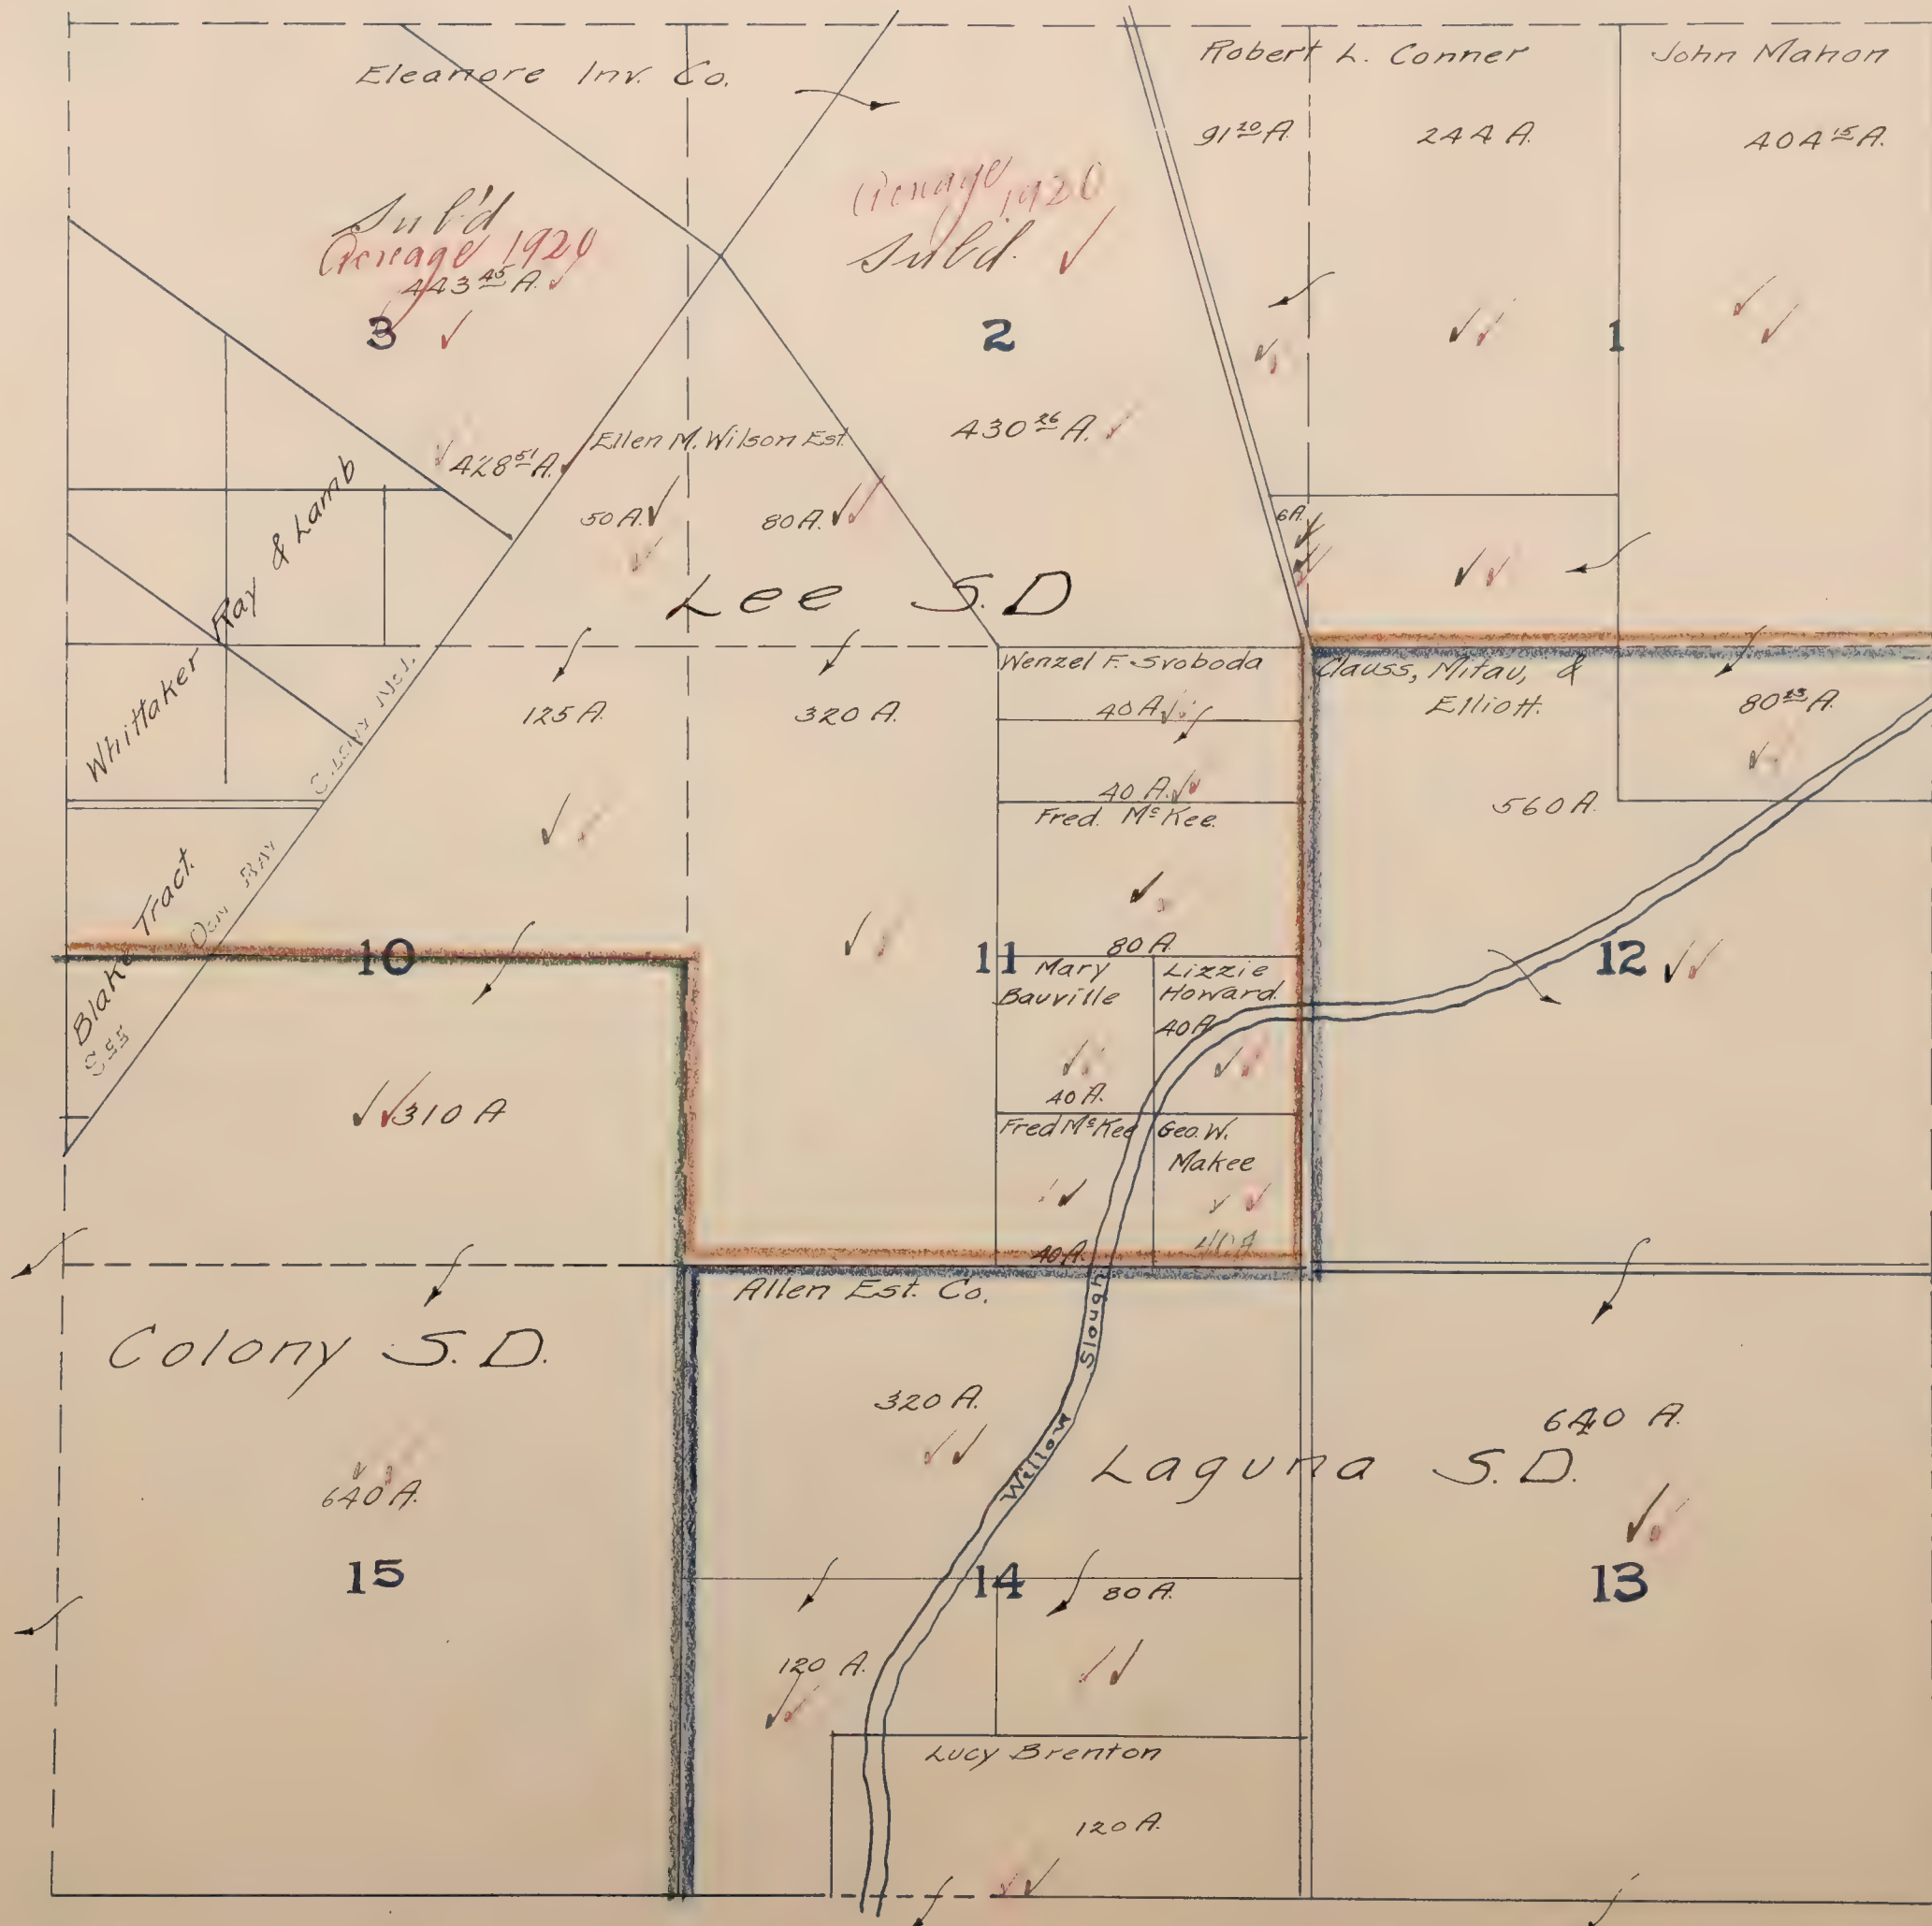 Eleanore Inv. Co.
Robert L. Conner
John Mahon
91 20 A.
244 A.
404 15 A.
Sub'd
Acreage 1920
443 45 A.
3
Acreage 1920
Sub'd.
2
1
430 26 A.
428 51 A.
Ellen M. Wilson Est.
50 A.
80 A.
6 A.
Whittaker Ray & Lamb
Lee S.D
125 A.
320 A.
Wenzel F. Svoboda
40 A.
40 A.
Fred. McKee.
80 A.
Clauss, Mitau, &
Elliott.
80 23 A.
560 A.
Blake Tract.
10
11
12
Mary
Bauville
40 A.
Lizzie
Howard.
40 A
Fred McKee
40 A.
Geo. W.
Makee
40 A
310 A
Allen Est. Co.
Colony S.D.
320 A.
Willow Slough
640 A.
Laguna S.D.
640 A.
15
14
13
80 A.
120 A.
Lucy Brenton
120 A.